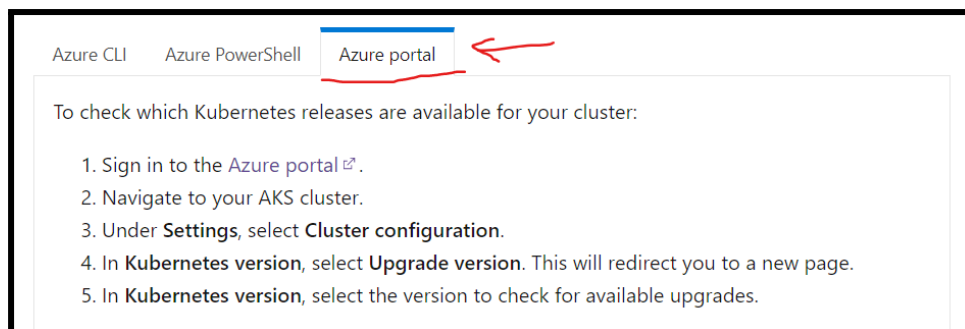 Azure CLI Azure PowerShell Azure portal
To check which Kubernetes releases are available for your cluster:
1. Sign in to the Azure portal.
2. Navigate to your AKS cluster.
3. Under Settings, select Cluster configuration.
4. In Kubernetes version, select Upgrade version. This will redirect you to a new page.
5. In Kubernetes version, select the version to check for available upgrades.